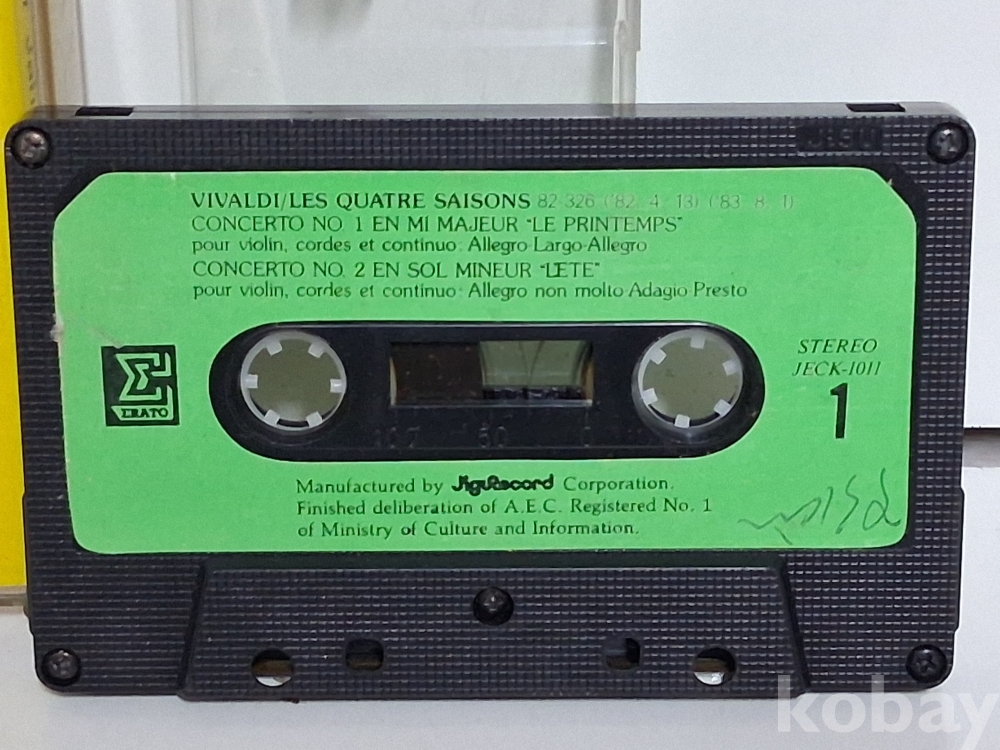 VIVALDI/LES QUATRE SAISONS 82-326 ('82. 4. 13) ('83. 8. 1)
CONCERTO NO. 1 EN MI MAJEUR "LE PRINTEMPS"
pour violin, cordes et continuo: Allegro-Largo-Allegro
CONCERTO NO. 2 EN SOL MINEUR "L'ETE"
pour violin, cordes et continuo: Allegro non molto-Adagio-Presto
STEREO
JECK-1011
1
ERATO
50 0
Manufactured by JiguRecord Corporation.
Finished deliberation of A.E.C. Registered No. 1
of Ministry of Culture and Information.
kobay